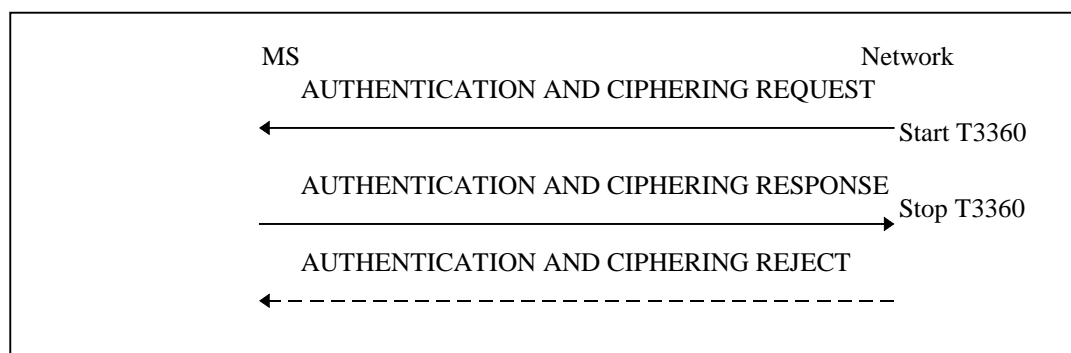 MS Network
AUTHENTICATION AND CIPHERING REQUEST
Start T3360
AUTHENTICATION AND CIPHERING RESPONSE
Stop T3360
AUTHENTICATION AND CIPHERING REJECT